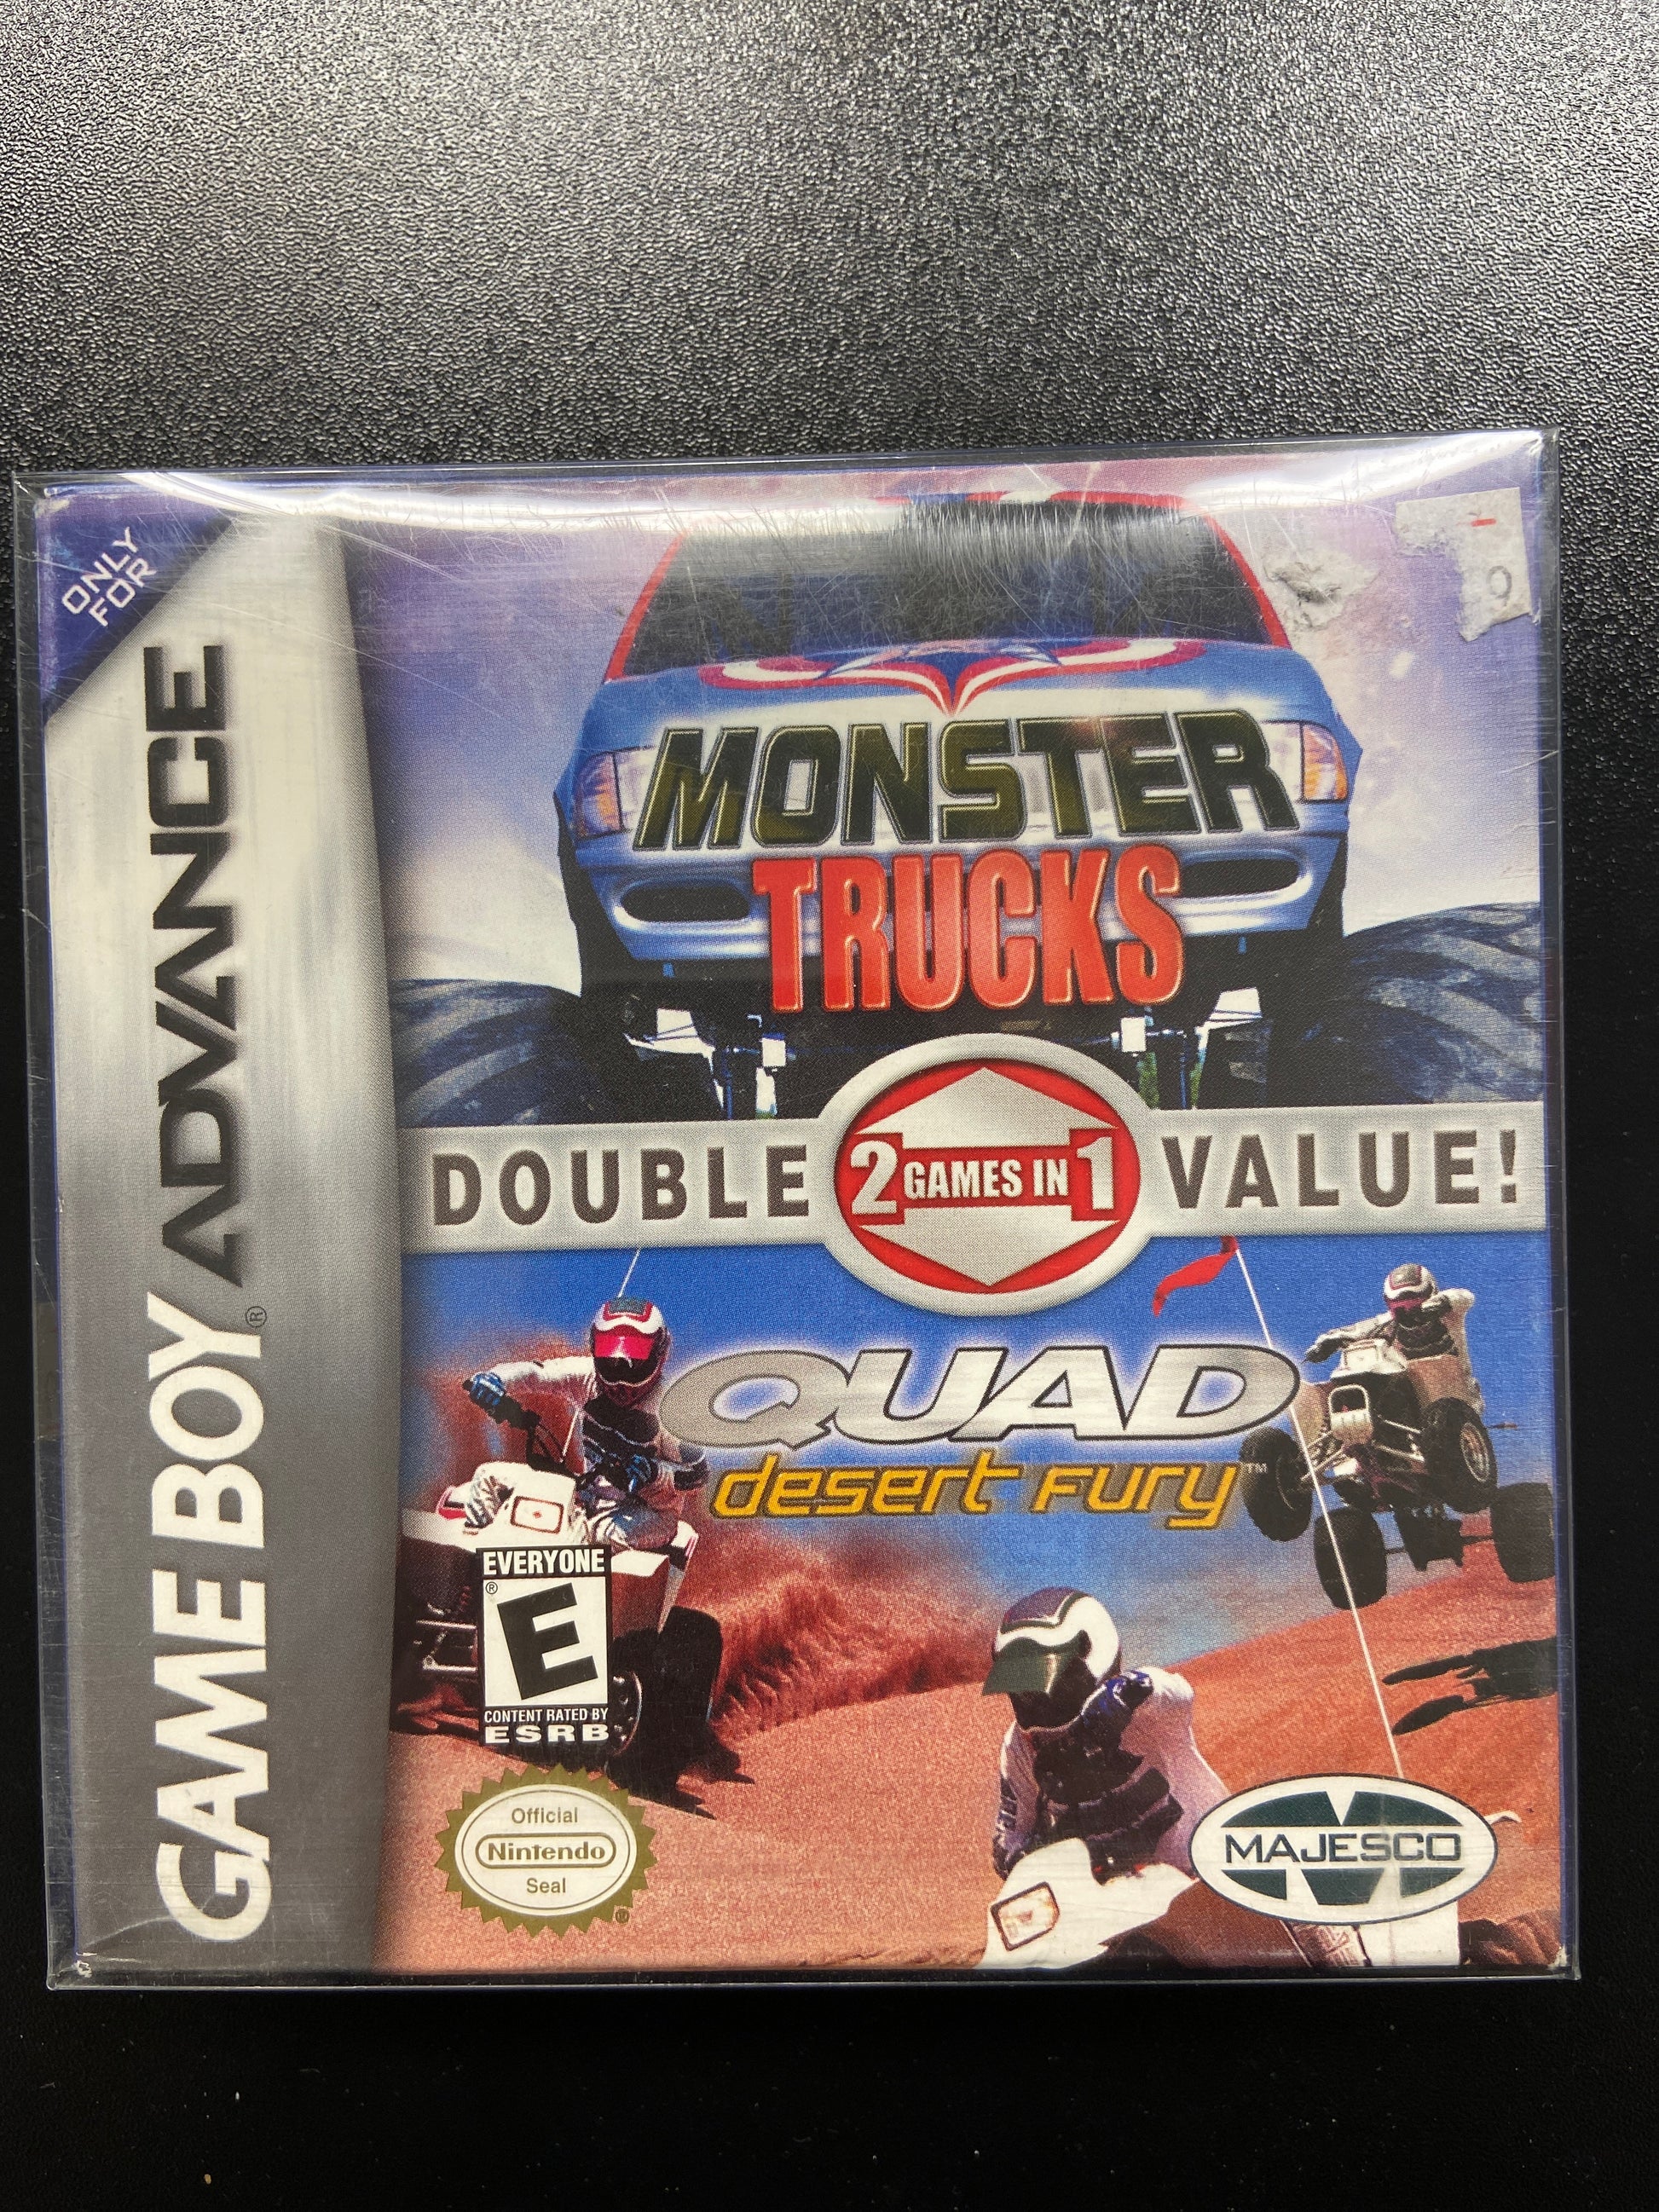 ONLY
FOR
GAME BOY ADVANCE
®
MONSTER
TRUCKS
DOUBLE
2 GAMES IN 1
VALUE!
QUAD
desert fury™
EVERYONE
®
E
CONTENT RATED BY
ESRB
Official
Nintendo
Seal
®
MAJESCO